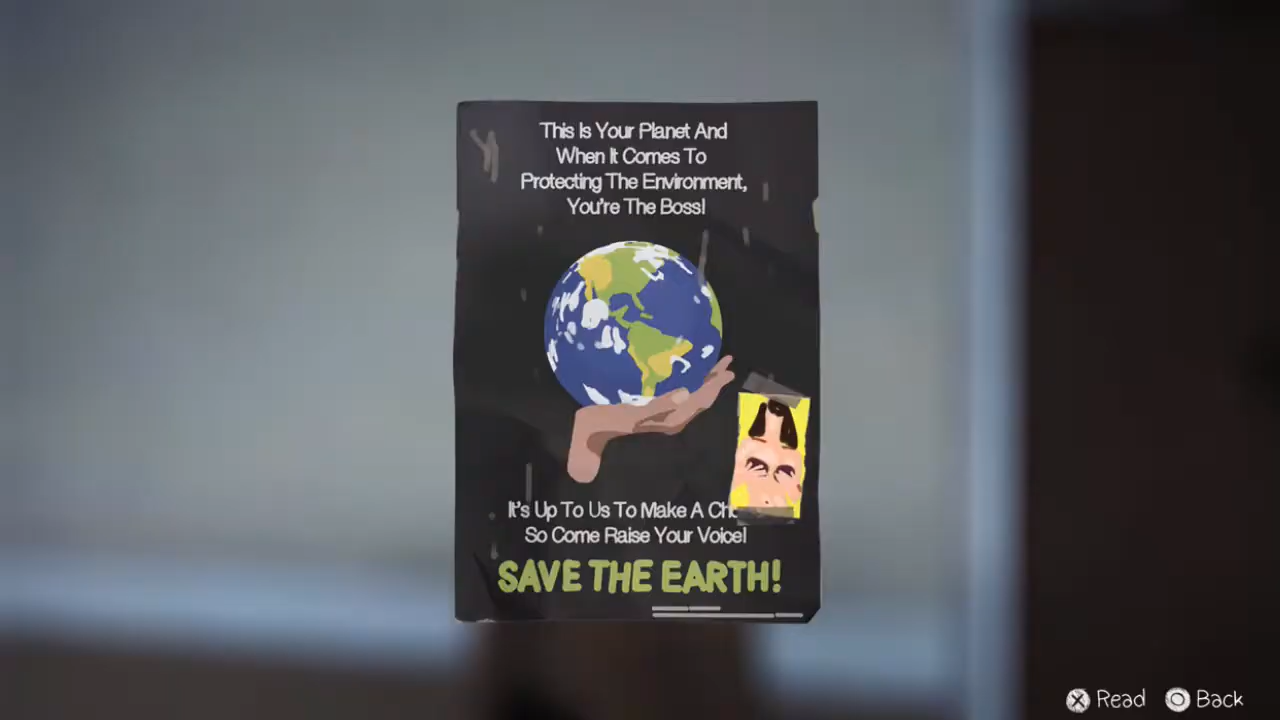 This Is Your Planet And
When It Comes To
Protecting The Environment,
You're The Boss!
It's Up To Us To Make A
So Come Raise Your Voice!
SAVE THE EARTH!
Read
Back